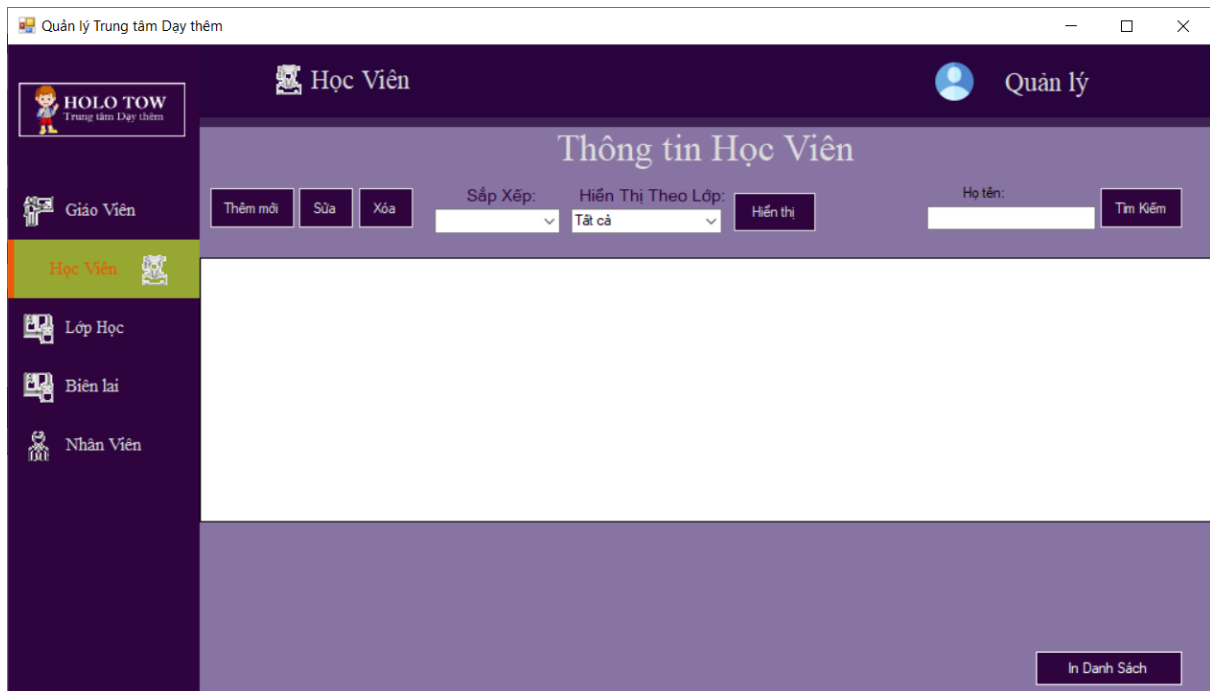 Quản lý Trung tâm Dạy thêm
HOLO TOW
Trung tâm Dạy thêm
Học Viên
Quản lý
Giáo Viên
Học Viên
Lớp Học
Biên lai
Nhân Viên
Thông tin Học Viên
Thêm mới
Sửa
Xóa
Sắp Xếp:
Hiển Thị Theo Lớp:
Tất cả
Hiển thị
Họ tên:
Tìm Kiếm
In Danh Sách